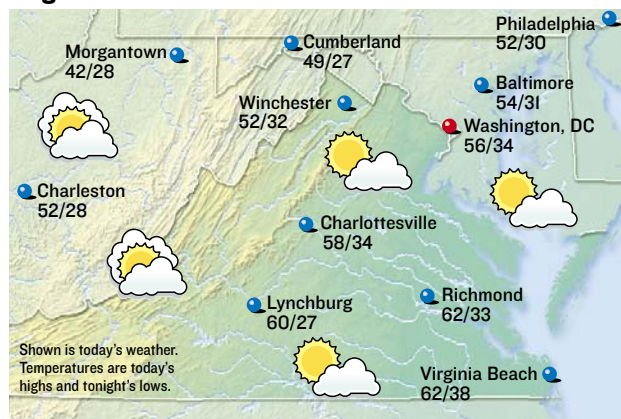 Philadelphia
52/30
Morgantown
42/28
Cumberland
49/27
Baltimore
54/31
Winchester
52/32
Washington, DC
56/34
Charleston
52/28
Charlottesville
58/34
Lynchburg
60/27
Richmond
62/33
Shown is today's weather.
Temperatures are today's
highs and tonight's lows.
Virginia Beach
62/38